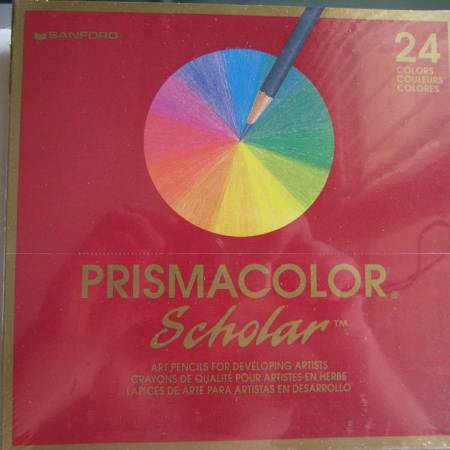 SANFORD
24
COLORS
COULEURS
COLORES
PRISMACOLOR®
Scholar™
ART PENCILS FOR DEVELOPING ARTISTS
CRAYONS DE QUALITÉ POUR ARTISTES EN HERBE
LÁPICES DE ARTE PARA ARTISTAS EN DESARROLLO